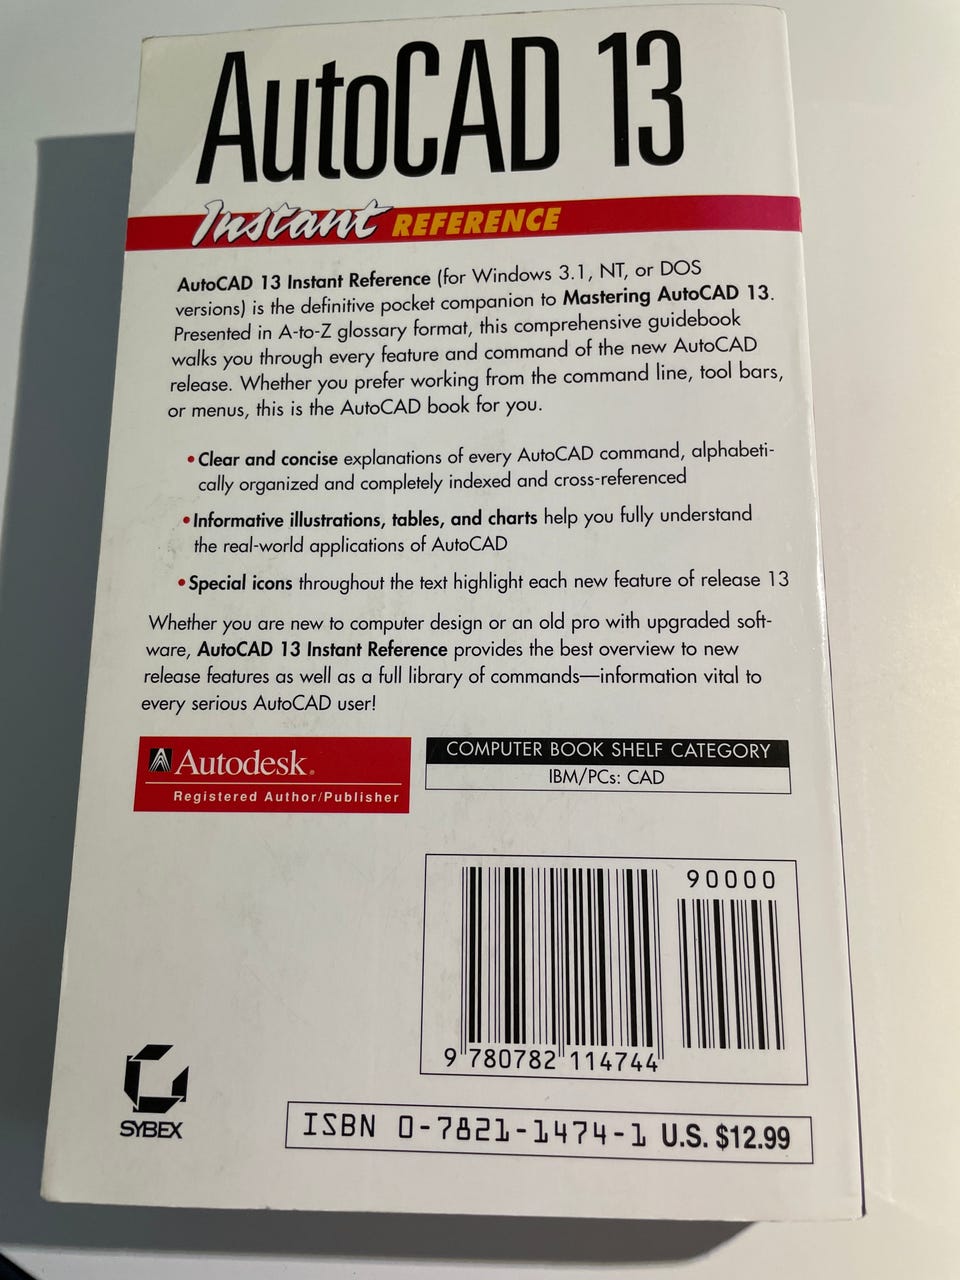 AutoCAD 13
Instant REFERENCE
AutoCAD 13 Instant Reference (for Windows 3.1, NT, or DOS
versions) is the definitive pocket companion to Mastering AutoCAD 13.
Presented in A-to-Z glossary format, this comprehensive guidebook
walks you through every feature and command of the new AutoCAD
release. Whether you prefer working from the command line, tool bars,
or menus, this is the AutoCAD book for you.
• Clear and concise explanations of every AutoCAD command, alphabeti-
cally organized and completely indexed and cross-referenced
• Informative illustrations, tables, and charts help you fully understand
the real-world applications of AutoCAD
• Special icons throughout the text highlight each new feature of release 13
Whether you are new to computer design or an old pro with upgraded soft-
ware, AutoCAD 13 Instant Reference provides the best overview to new
release features as well as a full library of commands—information vital to
every serious AutoCAD user!
Autodesk®
Registered Author/Publisher
COMPUTER BOOK SHELF CATEGORY
IBM/PCs: CAD
90000
9 780782 114744
SYBEX
ISBN 0-7821-1474-1 U.S. $12.99